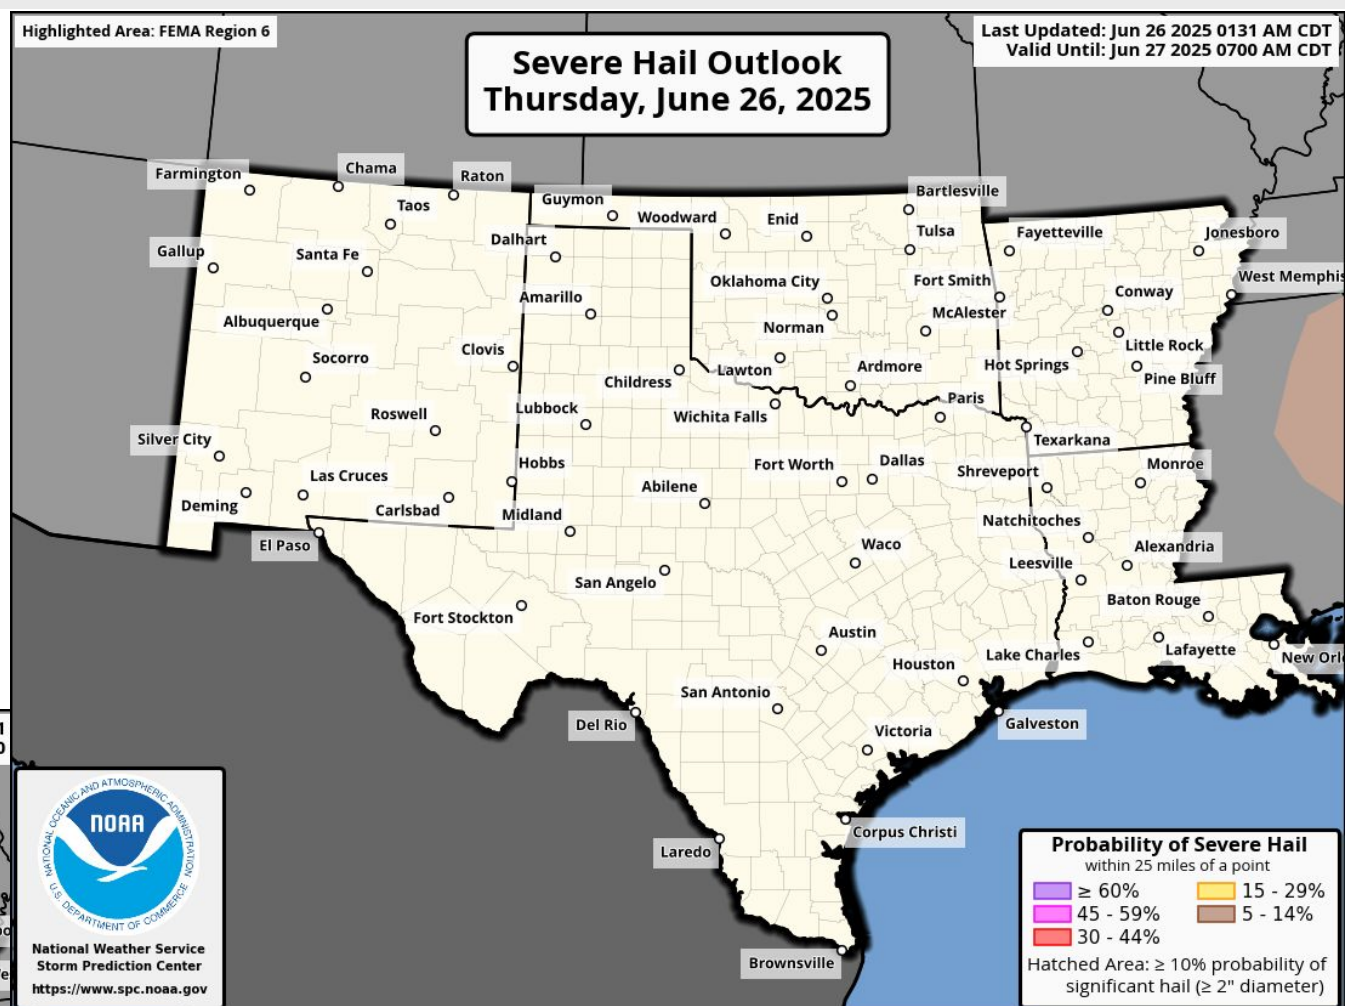 Highlighted Area: FEMA Region 6
Last Updated: Jun 26 2025 0131 AM CDT
Valid Until: Jun 27 2025 0700 AM CDT
Severe Hail Outlook
Thursday, June 26, 2025
Farmington
Chama
Raton
Taos
Guymon
Woodward
Enid
Bartlesville
Tulsa
Fayetteville
Jonesboro
Gallup
Santa Fe
Dalhart
Oklahoma City
Fort Smith
West Memphis
Albuquerque
Amarillo
Norman
McAlester
Conway
Little Rock
Socorro
Clovis
Childress
Lawton
Ardmore
Hot Springs
Pine Bluff
Roswell
Lubbock
Wichita Falls
Paris
Texarkana
Silver City
Las Cruces
Hobbs
Abilene
Fort Worth
Dallas
Shreveport
Monroe
Deming
Carlsbad
Midland
Natchitoches
El Paso
Waco
Alexandria
San Angelo
Leesville
Fort Stockton
Baton Rouge
Austin
Lake Charles
Lafayette
New Orl
Houston
San Antonio
Del Rio
Galveston
Victoria
Corpus Christi
Laredo
Brownsville
NATIONAL OCEANIC AND ATMOSPHERIC ADMINISTRATION
NOAA
U.S. DEPARTMENT OF COMMERCE
National Weather Service
Storm Prediction Center
https://www.spc.noaa.gov
Probability of Severe Hail
within 25 miles of a point
≥ 60%
15 - 29%
45 - 59%
5 - 14%
30 - 44%
Hatched Area: ≥ 10% probability of
significant hail (≥ 2" diameter)